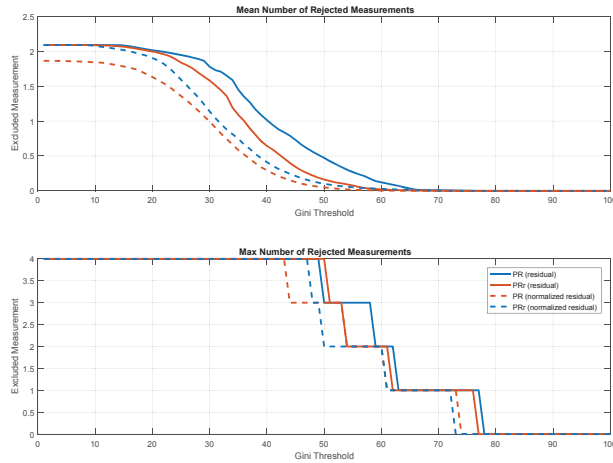 Mean Number of Rejected Measurements
2.5
2
1.5
1
0.5
0
Excluded Measurement
0 10 20 30 40 50 60 70 80 90 100
Gini Threshold
Max Number of Rejected Measurements
4
3.5
3
2.5
2
1.5
1
0.5
0
Excluded Measurement
PR (residual)
PRr (residual)
PR (normalized residual)
PRr (normalized residual)
0 10 20 30 40 50 60 70 80 90 100
Gini Threshold